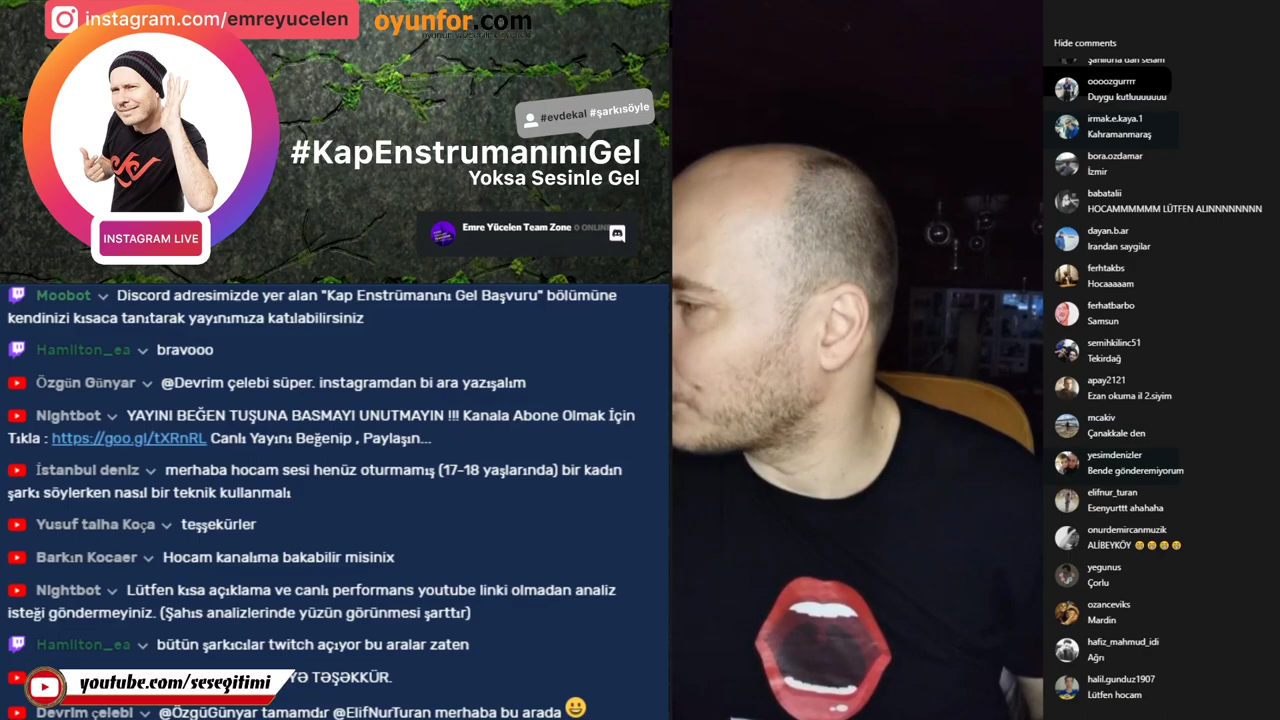 instagram.com/emreyucelen
oyunfor.com
#evdekal #şarkısöyle
#KapEnstrumanınıGel
Yoksa Sesinle Gel
INSTAGRAM LIVE
Emre Yücelen Team Zone 0 ONLINE
Moobot Discord adresimizde yer alan "Kap Enstrümanını Gel Başvuru" bölümüne
kendinizi kısaca tanıtarak yayınımıza katılabilirsiniz
Hamilton_ea bravooo
Özgün Günyar @Devrim çelebi süper. instagramdan bi ara yazışalım
Nightbot YAYINI BEĞEN TUŞUNA BASMAYI UNUTMAYIN !!! Kanala Abone Olmak İçin
Tıkla : https://goo.gl/tXRnRL Canlı Yayını Beğenip , Paylaşın...
İstanbul deniz merhaba hocam sesi henüz oturmamış (17-18 yaşlarında) bir kadın
şarkı söylerken nasıl bir teknik kullanmalı
Yusuf talha Koça teşşekürler
Barkın Kocaer Hocam kanalıma bakabilir misinix
Nightbot Lütfen kısa açıklama ve canlı performans youtube linki olmadan analiz
isteği göndermeyiniz. (Şahıs analizlerinde yüzün görünmesi şarttır)
Hamilton_ea bütün şarkıcılar twitch açıyor bu aralar zaten
TƏŞƏKKÜR.
youtube.com/sesegitimi
Devrim çelebi @ÖzgüGünyar tamamdır @ElifNurTuran merhaba bu arada 😀
Hide comments
Şanlıurfa dan selam
oooozgurrrr
Duygu kutluuuuuuu
irmak.e.kaya.1
Kahramanmaraş
bora.ozdamar
İzmir
babatalii
HOCAMMMMMM LÜTFEN ALINNNNNNNN
dayan.b.ar
Irandan saygilar
ferhtakbs
Hocaaaaam
ferhatbarbo
Samsun
semihkilinc51
Tekirdağ
apay2121
Ezan okuma il 2.siyim
mcakiv
Çanakkale den
yesimdenizler
Bende gönderemiyorum
elifnur_turan
Esenyurttt ahahaha
onurdemircanmuzik
ALİBEYKÖY
yegunus
Çorlu
ozanceviks
Mardin
hafiz_mahmud_idi
Ağrı
halil.gunduz1907
Lütfen hocam